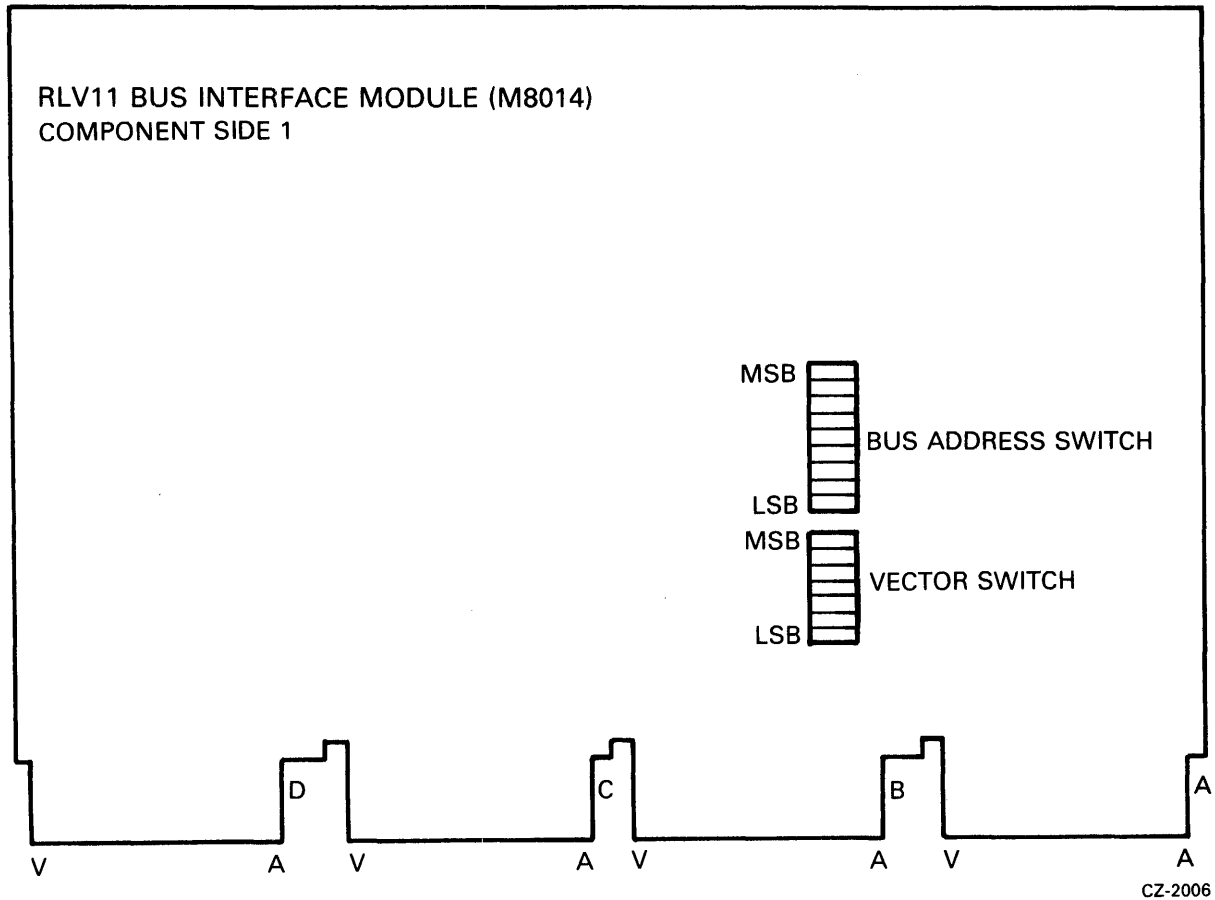 RLV11 BUS INTERFACE MODULE (M8014)
COMPONENT SIDE 1
MSB
BUS ADDRESS SWITCH
LSB
MSB
VECTOR SWITCH
LSB
D
C
B
A
V
A
V
A
V
A
V
A
CZ-2006